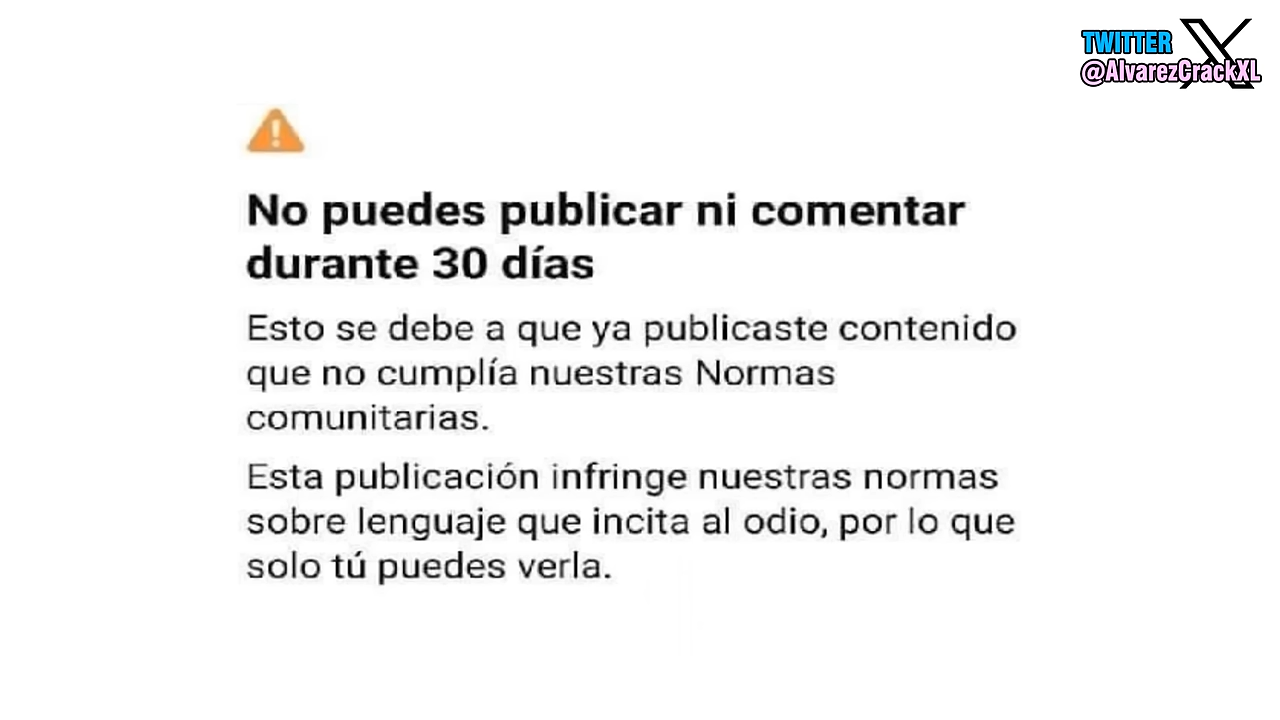 TWITTER
@AlvarezCrackXL
No puedes publicar ni comentar
durante 30 días
Esto se debe a que ya publicaste contenido
que no cumplía nuestras Normas
comunitarias.
Esta publicación infringe nuestras normas
sobre lenguaje que incita al odio, por lo que
solo tú puedes verla.